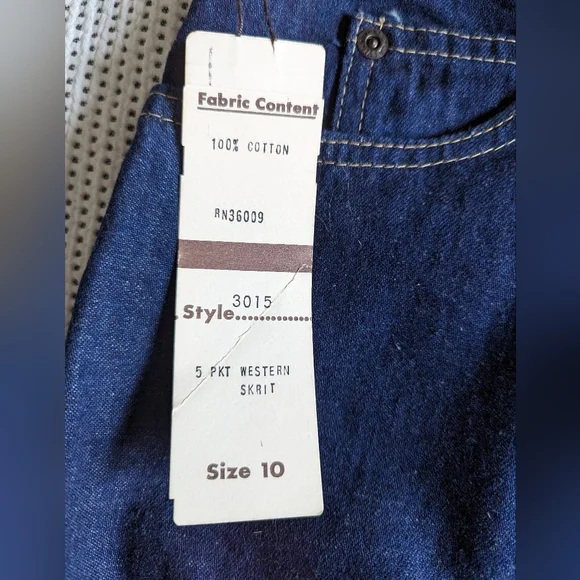 Fabric Content
100% COTTON
RN36009
3015
Style..............
5 PKT WESTERN
SKRIT
Size 10